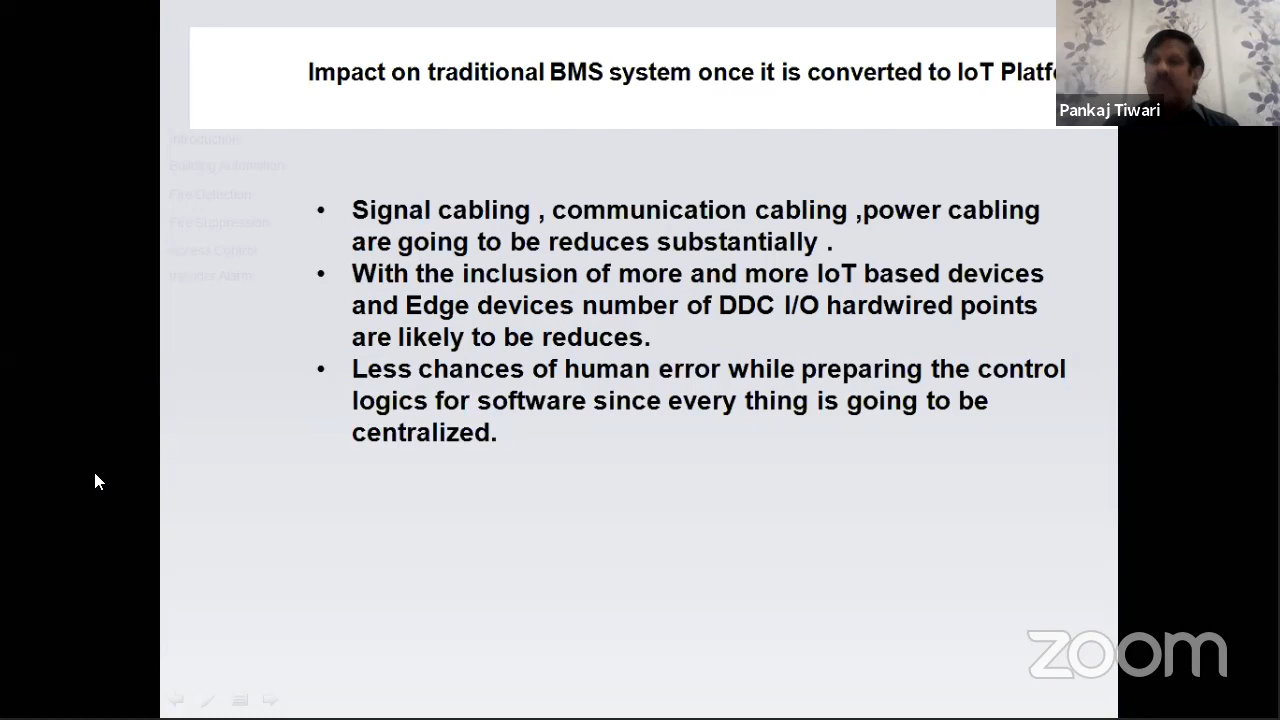 Impact on traditional BMS system once it is converted to IoT Platfo
Pankaj Tiwari
Introduction
Building Automation
Fire Detection
Fire Suppression
Access Control
Intruder Alarm
• Signal cabling , communication cabling ,power cabling
are going to be reduces substantially .
• With the inclusion of more and more IoT based devices
and Edge devices number of DDC I/O hardwired points
are likely to be reduces.
• Less chances of human error while preparing the control
logics for software since every thing is going to be
centralized.
zoom